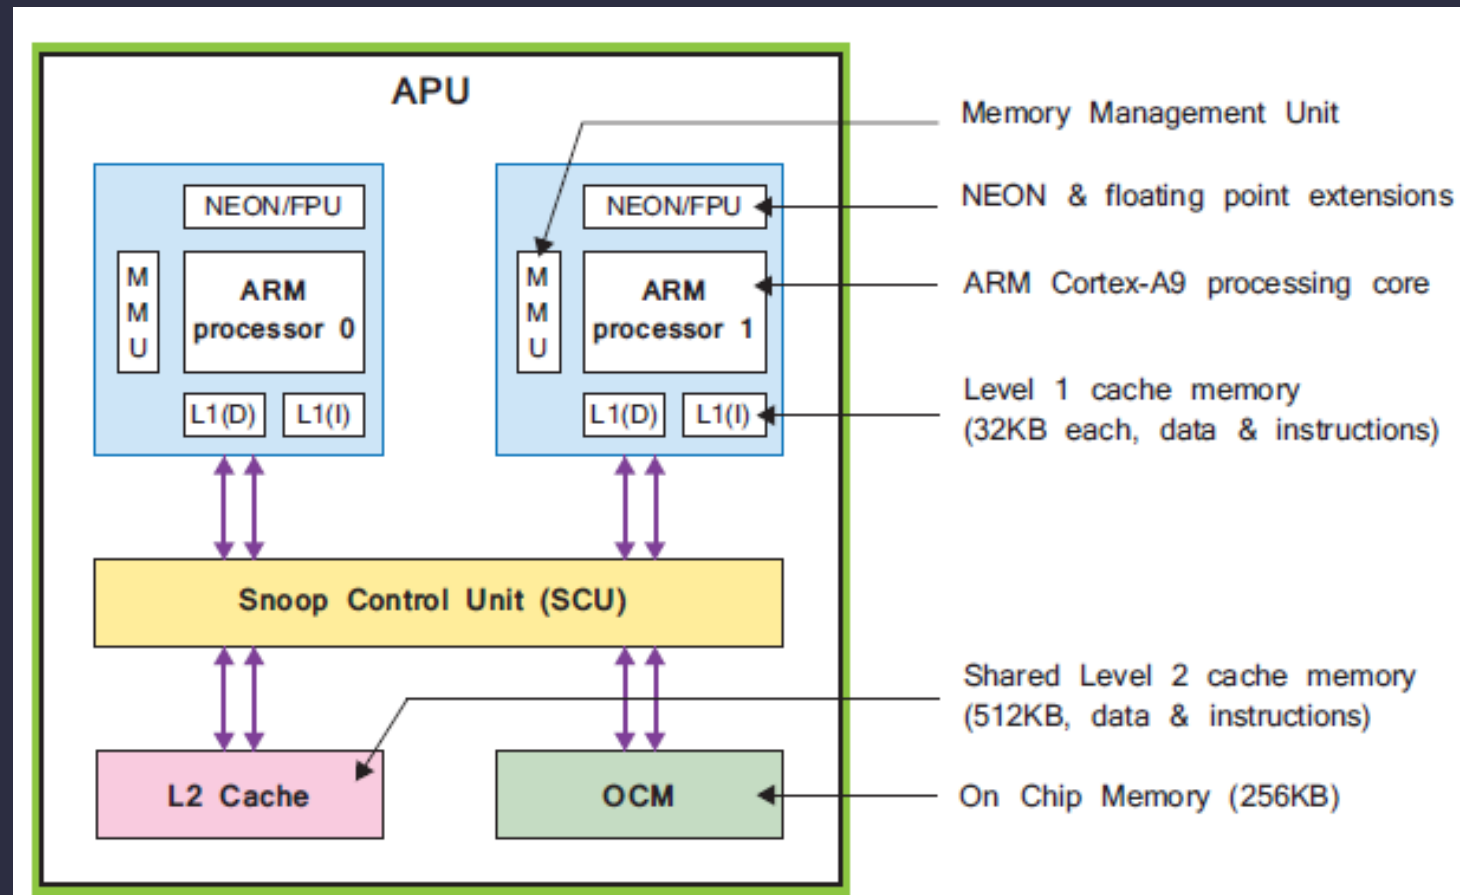 APU
NEON/FPU
M
M
U
ARM
processor 0
L1(D)
L1(I)
NEON/FPU
M
M
U
ARM
processor 1
L1(D)
L1(I)
Snoop Control Unit (SCU)
L2 Cache
OCM
Memory Management Unit
NEON & floating point extensions
ARM Cortex-A9 processing core
Level 1 cache memory
(32KB each, data & instructions)
Shared Level 2 cache memory
(512KB, data & instructions)
On Chip Memory (256KB)